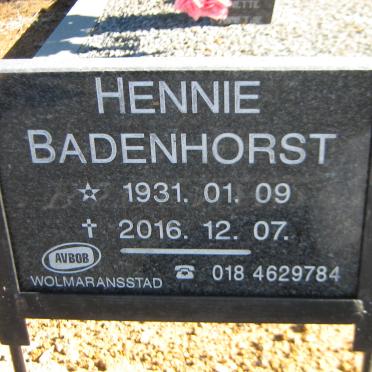 HENNIE
BADENHORST
☆ 1931. 01. 09
✝ 2016. 12. 07.
AVBOB
WOLMARANSSTAD ☎ 018 4629784